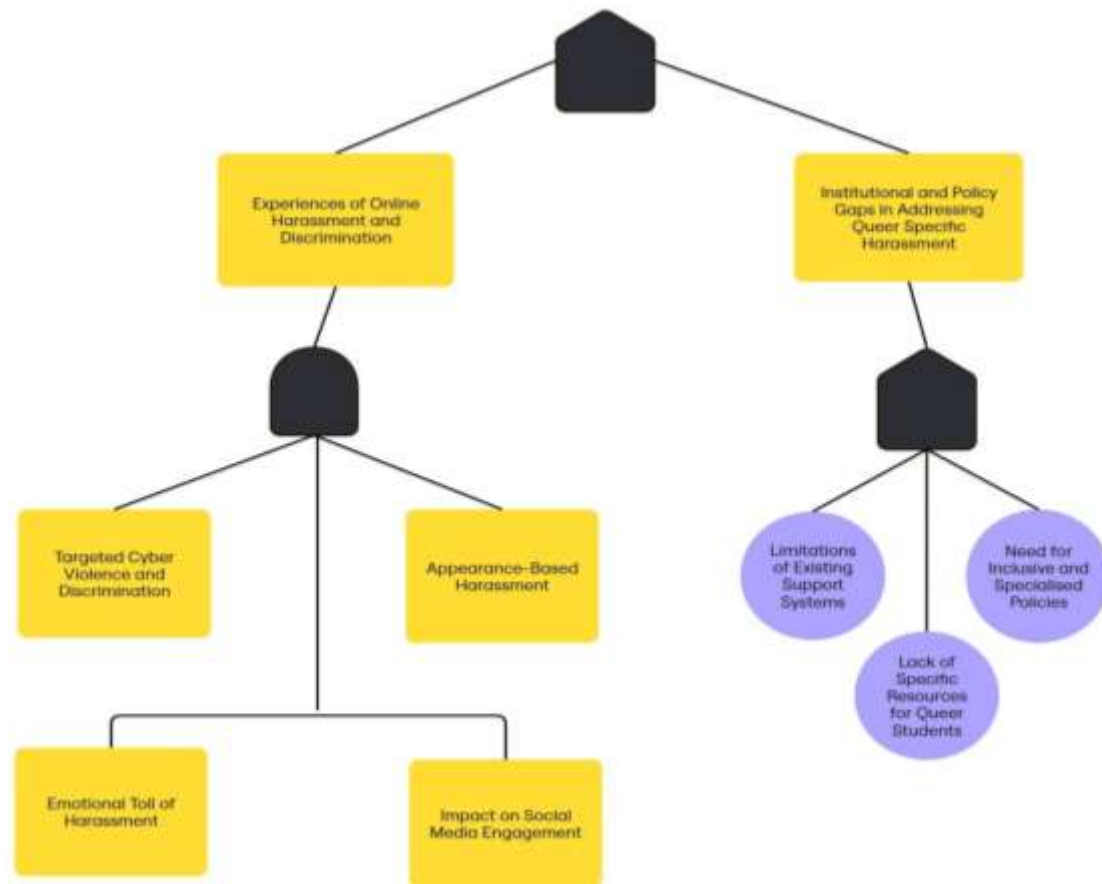 Experiences of Online
Harassment and
Discrimination
Institutional and Policy
Gaps in Addressing
Queer Specific
Harassment
Targeted Cyber
Violence and
Discrimination
Appearance-Based
Harassment
Limitations
of Existing
Support
Systems
Need for
Inclusive and
Specialised
Policies
Lack of
Specific
Resources
for Queer
Students
Emotional Toll of
Harassment
Impact on Social
Media Engagement